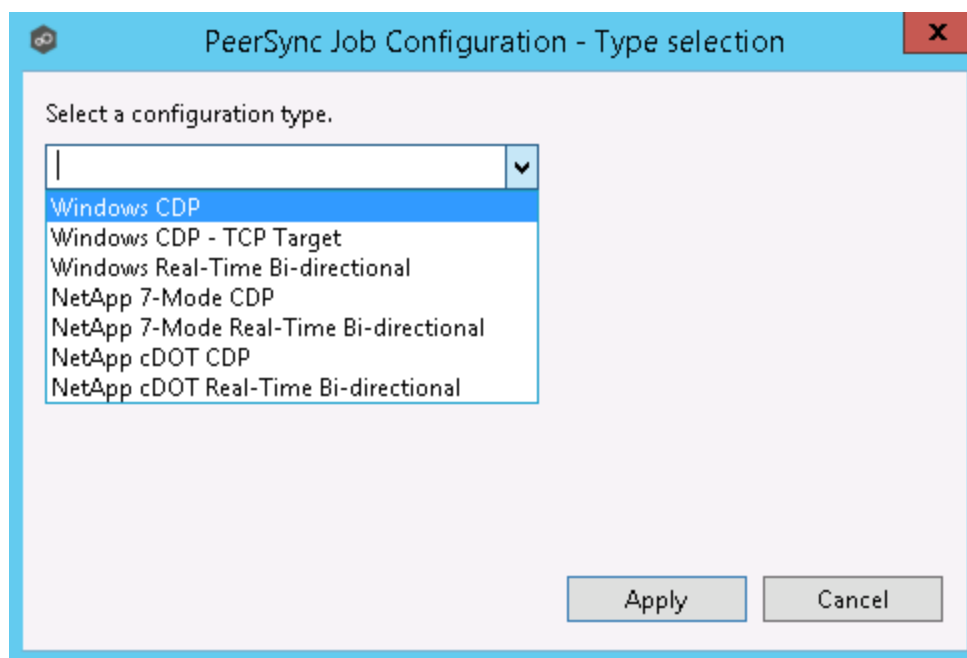 PeerSync Job Configuration - Type selection
x
Select a configuration type.
Windows CDP
Windows CDP - TCP Target
Windows Real-Time Bi-directional
NetApp 7-Mode CDP
NetApp 7-Mode Real-Time Bi-directional
NetApp cDOT CDP
NetApp cDOT Real-Time Bi-directional
Apply Cancel